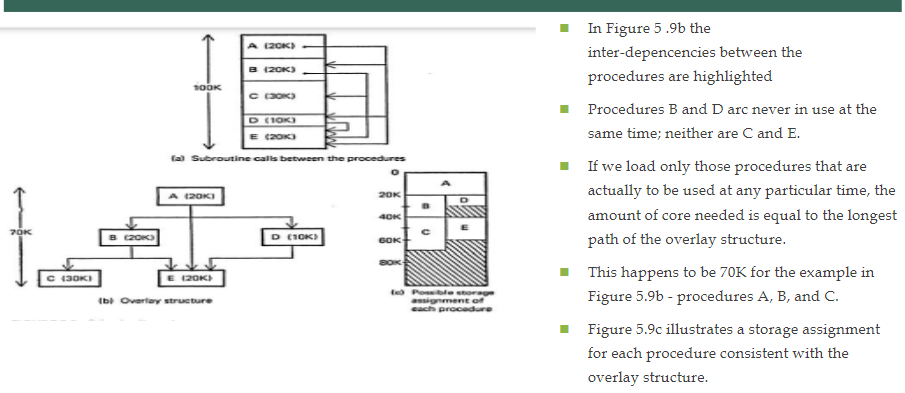 100K
A (20K)
B (20K)
C (30K)
D (10K)
E (20K)
(a) Subroutine calls between the procedures
70K
A (20K)
B (20K)
D (10K)
C (30K)
E (20K)
(b) Overlay structure
0
20K
40K
60K
80K
A
B
D
C
E
(c) Possible storage
assignment of
each procedure
In Figure 5 .9b the
inter-depencencies between the
procedures are highlighted
Procedures B and D arc never in use at the
same time; neither are C and E.
If we load only those procedures that are
actually to be used at any particular time, the
amount of core needed is equal to the longest
path of the overlay structure.
This happens to be 70K for the example in
Figure 5.9b - procedures A, B, and C.
Figure 5.9c illustrates a storage assignment
for each procedure consistent with the
overlay structure.